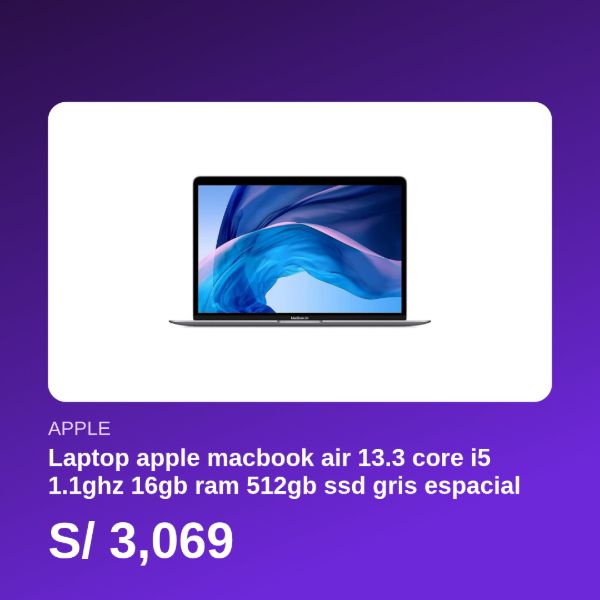 APPLE
Laptop apple macbook air 13.3 core i5
1.1ghz 16gb ram 512gb ssd gris espacial
S/ 3,069